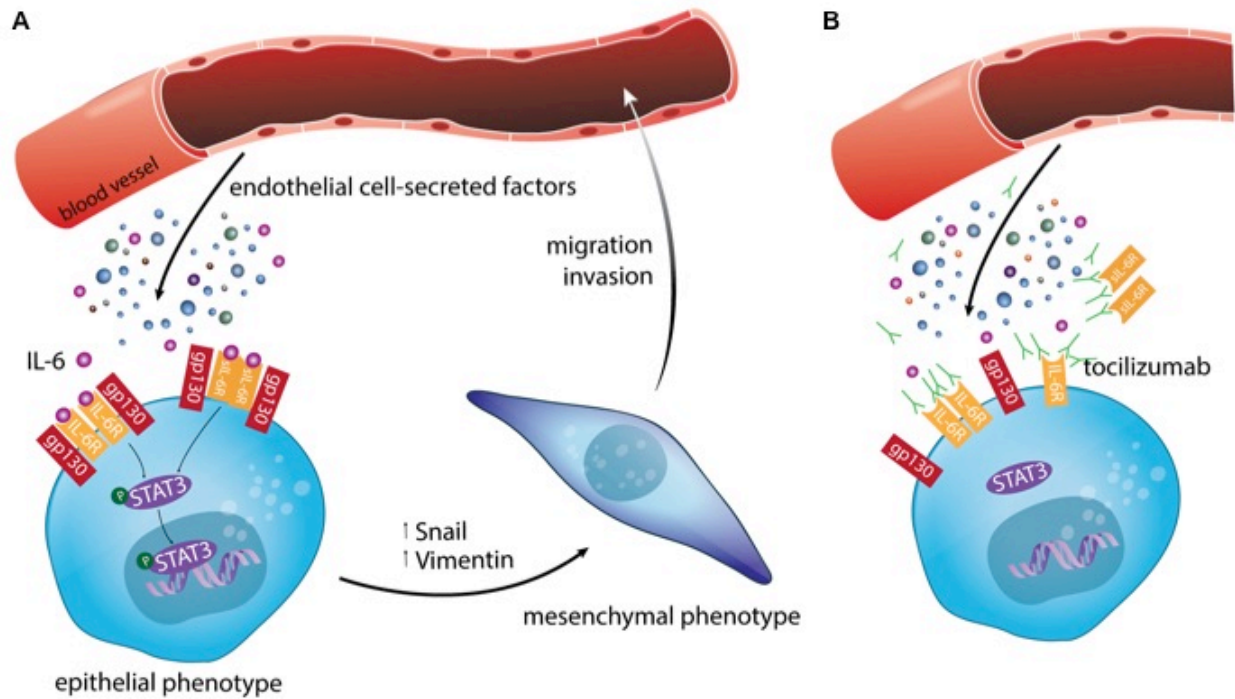 A
blood vessel
endothelial cell-secreted factors
migration
invasion
IL-6
gp130
sIL-6R
sIL-6R
gp130
gp130
IL-6R
IL-6R
gp130
P
STAT3
P
STAT3
↑ Snail
↑ Vimentin
mesenchymal phenotype
epithelial phenotype
B
sIL-6R
sIL-6R
tocilizumab
gp130
IL-6R
IL-6R
IL-6R
gp130
STAT3